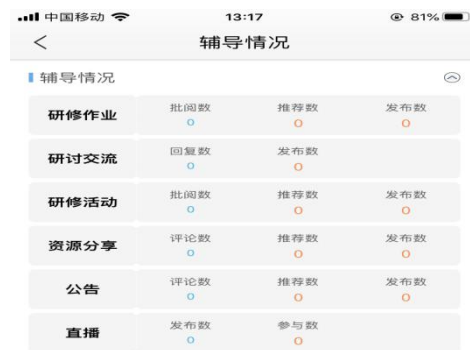 中国移动 13:17 81%
辅导情况
辅导情况
研修作业 批阅数 推荐数 发布数
0 0 0
研讨交流 回复数 发布数
0 0
研修活动 批阅数 推荐数 发布数
0 0 0
资源分享 评论数 推荐数 发布数
0 0 0
公告 评论数 推荐数 发布数
0 0 0
直播 发布数 参与数
0 0